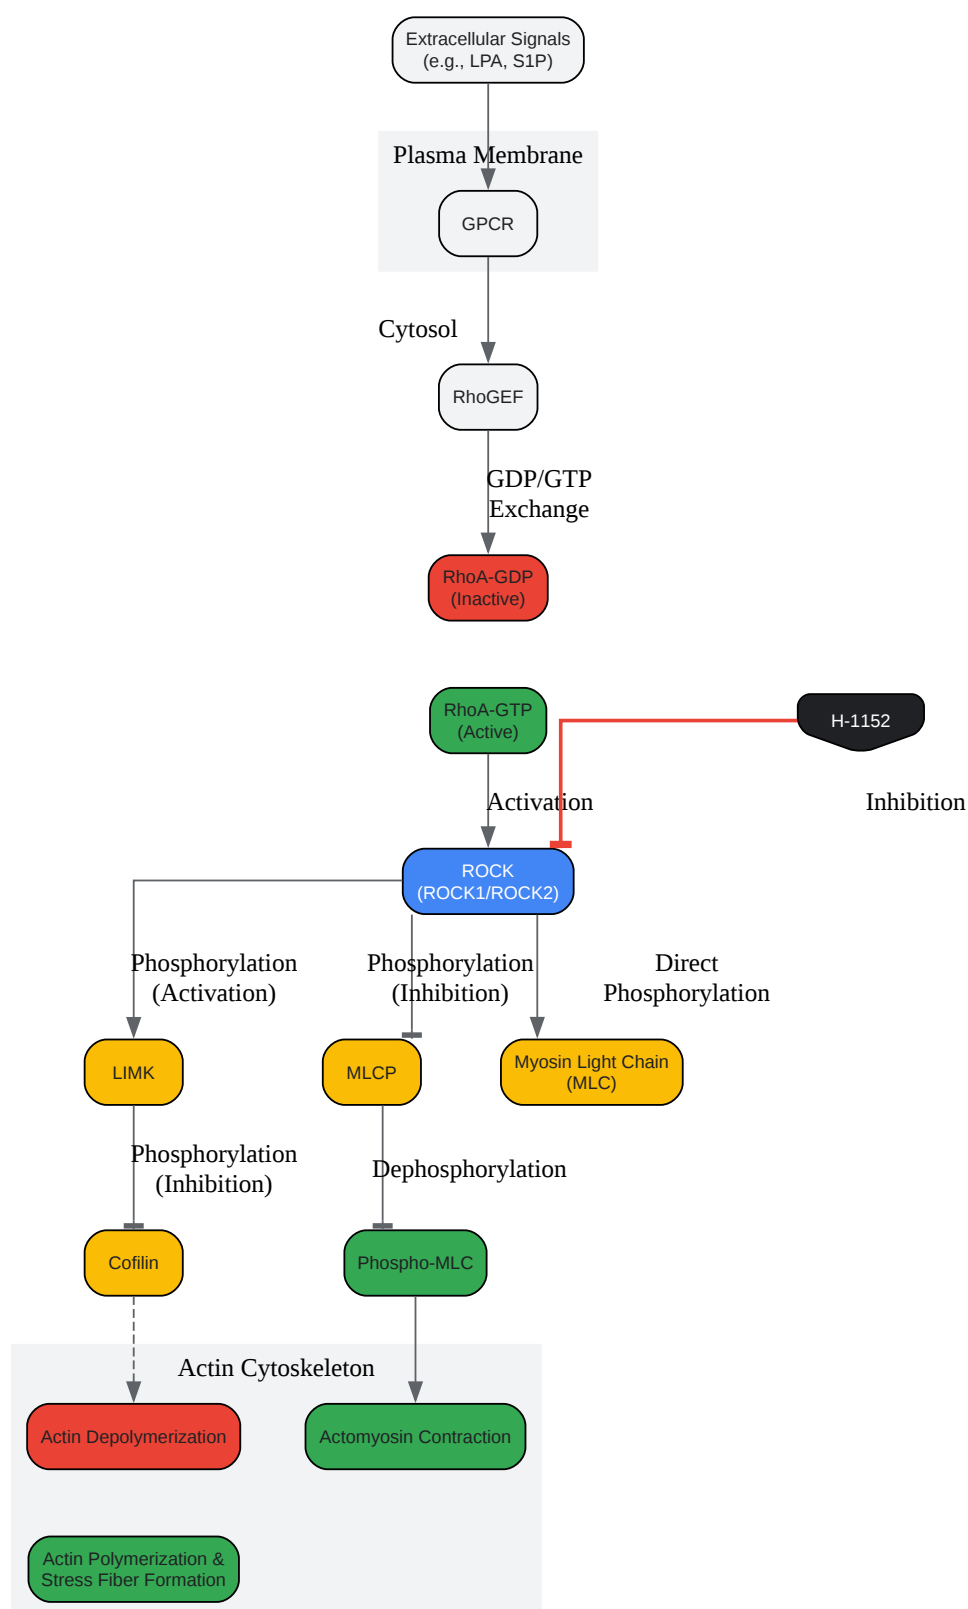 Extracellular Signals
(e.g., LPA, S1P)
Plasma Membrane
GPCR
Cytosol
RhoGEF
GDP/GTP
Exchange
RhoA-GDP
(Inactive)
RhoA-GTP
(Active)
H-1152
Activation
Inhibition
ROCK
(ROCK1/ROCK2)
Phosphorylation
(Activation)
Phosphorylation
(Inhibition)
Direct
Phosphorylation
LIMK
MLCP
Myosin Light Chain
(MLC)
Phosphorylation
(Inhibition)
Dephosphorylation
Cofilin
Phospho-MLC
Actin Cytoskeleton
Actin Depolymerization
Actomyosin Contraction
Actin Polymerization &
Stress Fiber Formation